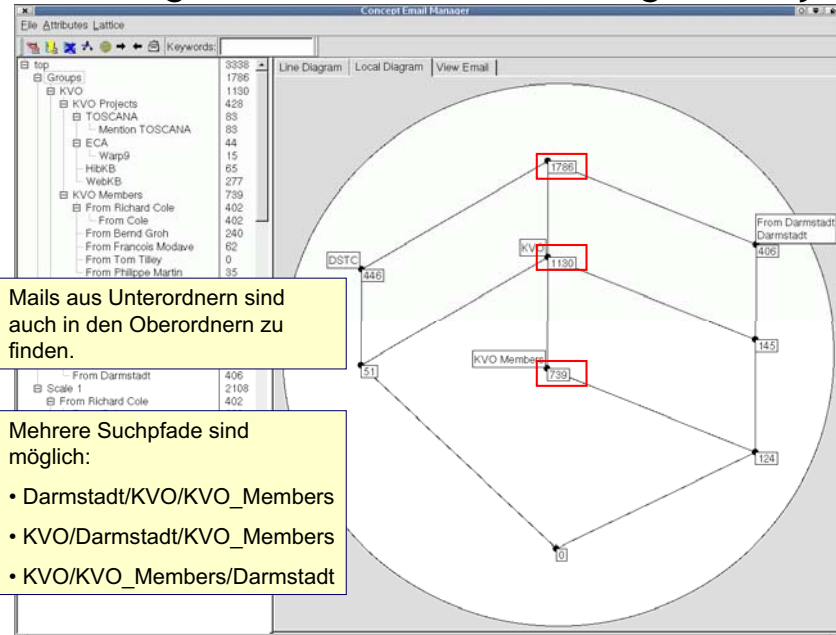 Concept Email Manager
File Attributes Lattice
Keywords:
top 3338
Groups 1786
KVO 1130
KVO Projects 428
TOSCANA 83
Mention TOSCANA 83
ECA 44
Warp9 15
HibKB 65
WebKB 277
KVO Members 739
From Richard Cole 402
From Cole 402
From Bernd Groh 240
From Francois Modave 62
From Tom Tilley 0
From Philippe Martin 35
Mails aus Unterordnern sind
auch in den Oberordnern zu
finden.
From Darmstadt 406
Scale 1 2108
From Richard Cole 402
Mehrere Suchpfade sind
möglich:
• Darmstadt/KVO/KVO_Members
• KVO/Darmstadt/KVO_Members
• KVO/KVO_Members/Darmstadt
Line Diagram Local Diagram View Email
1786
From Darmstadt
Darmstadt
406
KVO
1130
DSTC
446
145
KVO Members
739
51
124
0